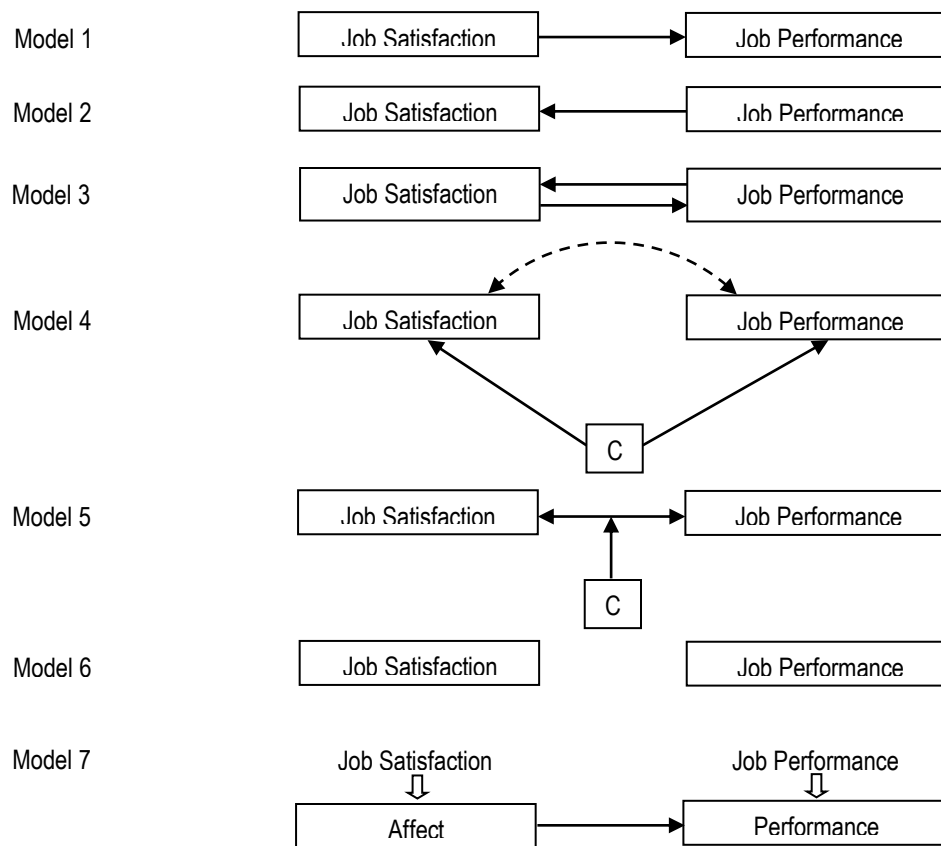 Model 1 Job Satisfaction Job Performance
Model 2 Job Satisfaction Job Performance
Model 3 Job Satisfaction Job Performance
Model 4 Job Satisfaction Job Performance
C
Model 5 Job Satisfaction Job Performance
C
Model 6 Job Satisfaction Job Performance
Model 7 Job Satisfaction Job Performance
Affect Performance